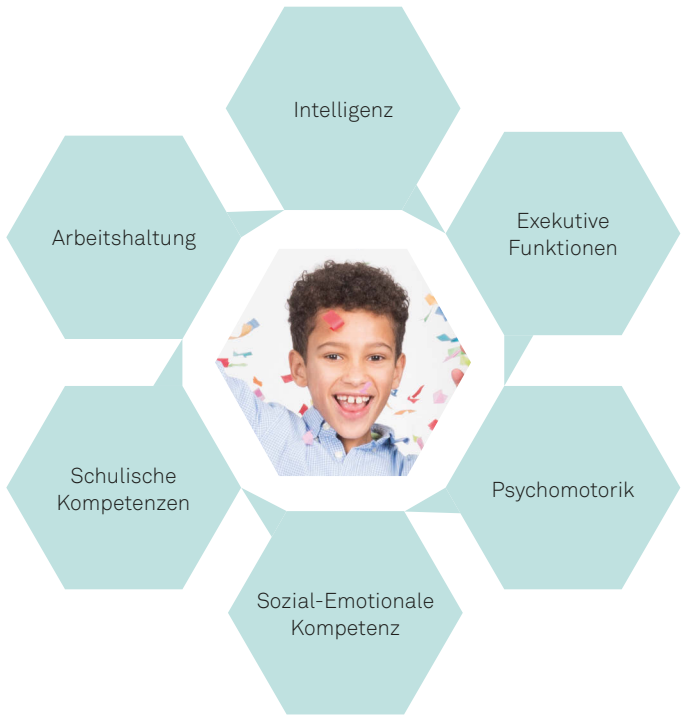 Intelligenz
Exekutive
Funktionen
Psychomotorik
Sozial-Emotionale
Kompetenz
Schulische
Kompetenzen
Arbeitshaltung